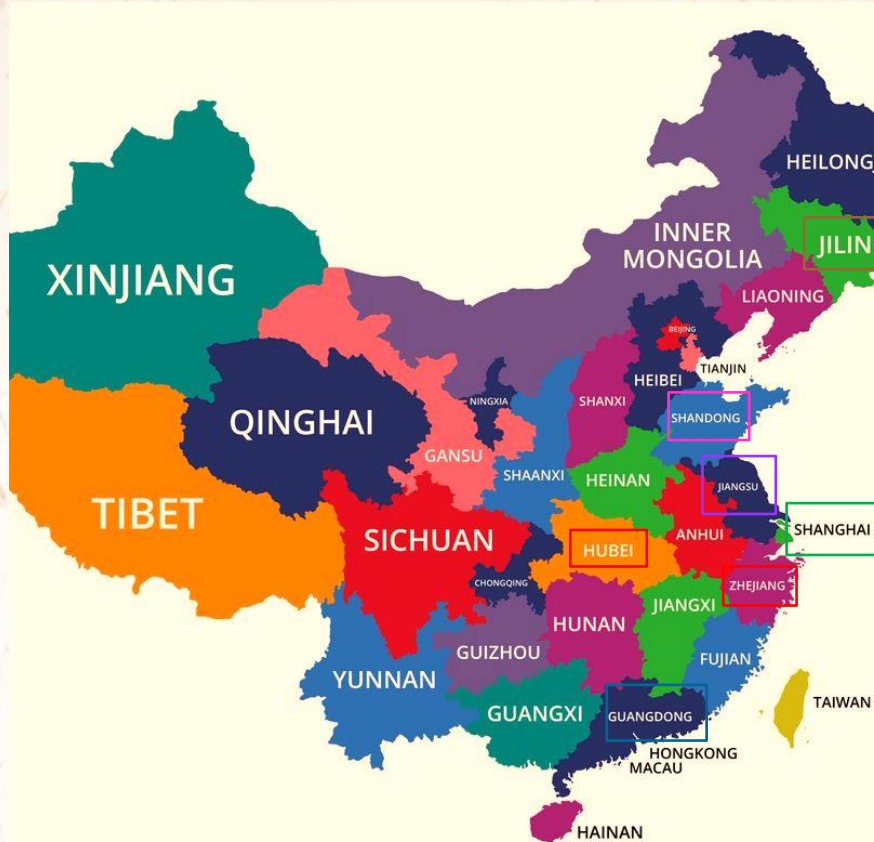 HEILONGJ
JILIN
INNER
MONGOLIA
XINJIANG
LIAONING
BEIJING
TIANJIN
HEIBEI
NINGXIA
SHANXI
SHANDONG
QINGHAI
GANSU
SHAANXI
HEINAN
JIANGSU
TIBET
SICHUAN
ANHUI
SHANGHAI
HUBEI
CHONGQING
ZHEJIANG
JIANGXI
HUNAN
GUIZHOU
FUJIAN
YUNNAN
TAIWAN
GUANGXI
GUANGDONG
HONGKONG
MACAU
HAINAN